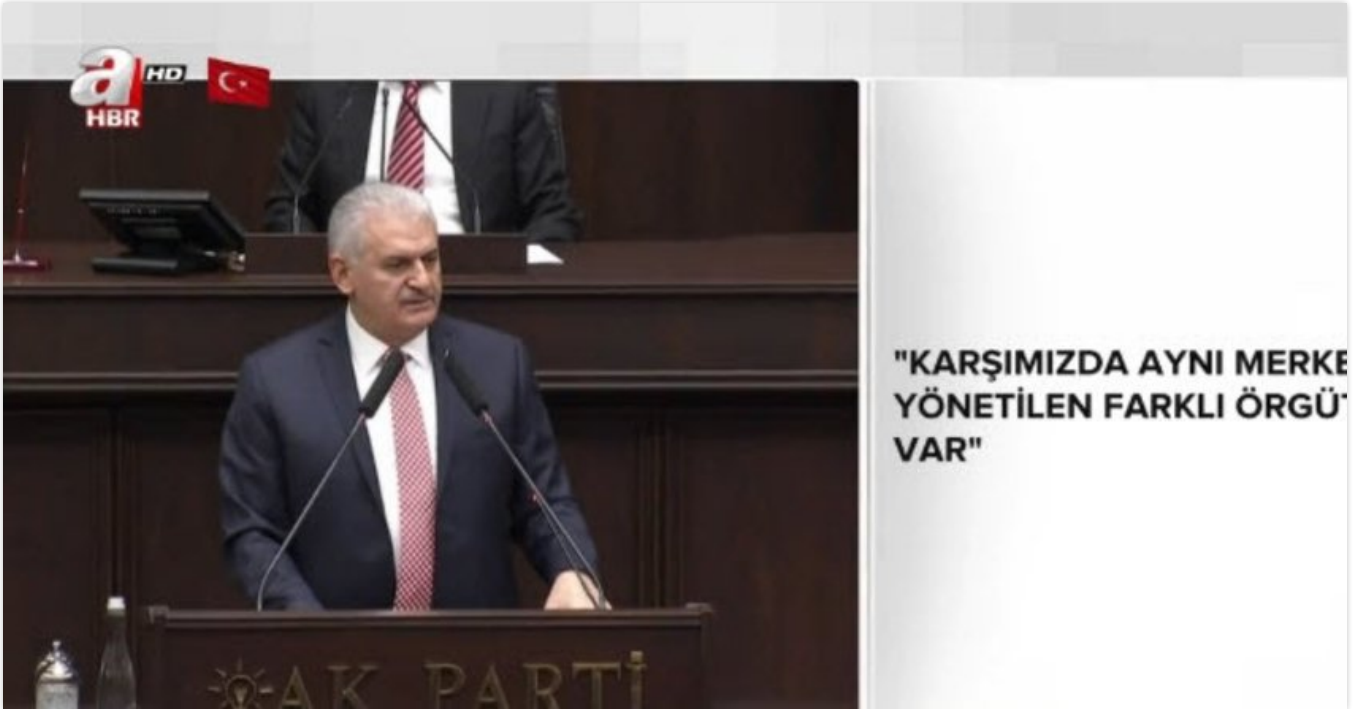 a HD
HBR
"KARŞIMIZDA AYNI
YÖNETİLEN FARKLI
VAR"
AK PARTİ